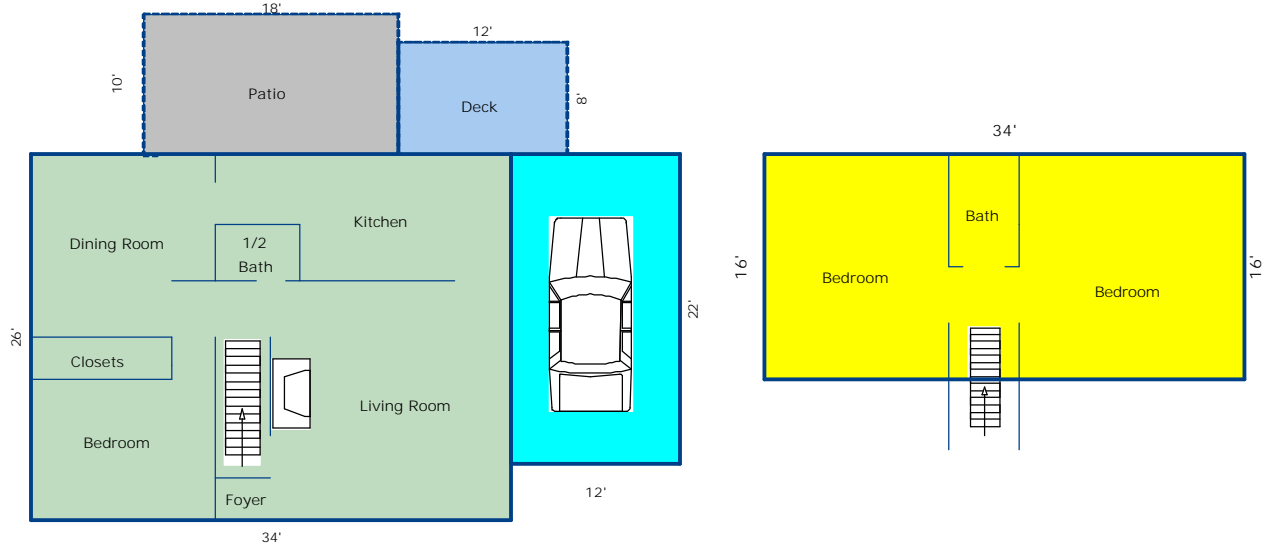 18'
12'
10'
Patio
8'
Deck
34'
Kitchen
Dining Room
1/2
Bath
Bath
16'
Bedroom
Bedroom
16'
26'
22'
Closets
Living Room
Bedroom
Foyer
12'
34'